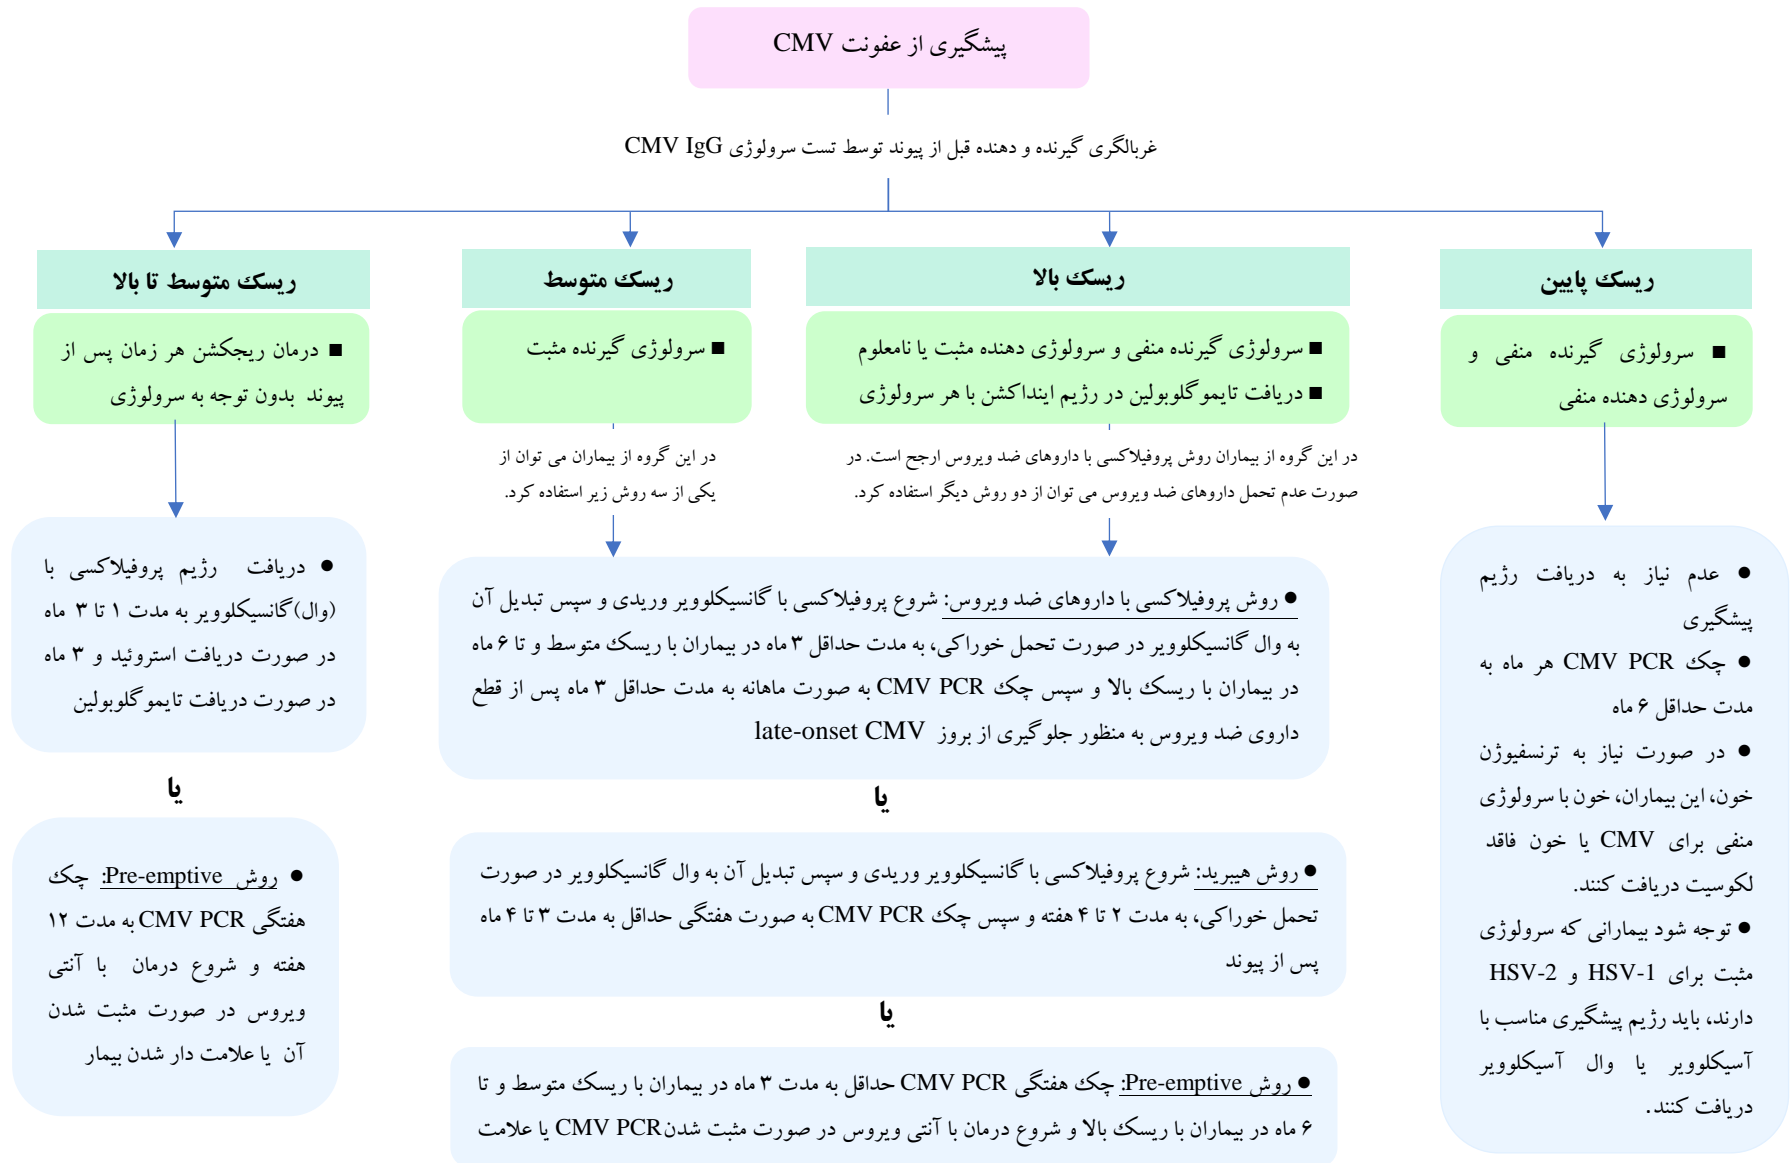 پیشگیری از عفونت CMV
غربالگری گیرنده و دهنده قبل از پیوند توسط تست سرولوژی CMV IgG
ریسک پایین
■ سرولوژی گیرنده منفی و
سرولوژی دهنده منفی
● عدم نیاز به دریافت رژیم
پیشگیری
● چک CMV PCR هر ماه به
مدت حداقل ۶ ماه
● در صورت نیاز به ترنسفیوژن
خون، این بیماران، خون با سرولوژی
منفی برای CMV یا خون فاقد
لکوسیت دریافت کنند.
● توجه شود بیمارانی که سرولوژی
مثبت برای HSV-1 و HSV-2
دارند، باید رژیم پیشگیری مناسب با
آسیکلوویر یا وال آسیکلوویر
دریافت کنند.
ریسک بالا
■ سرولوژی گیرنده منفی و سرولوژی دهنده مثبت یا نامعلوم
■ دریافت تایموگلوبولین در رژیم اینداکشن با هر سرولوژی
در این گروه از بیماران روش پروفیلاکسی با داروهای ضد ویروس ارجح است. در
صورت عدم تحمل داروهای ضد ویروس می توان از دو روش دیگر استفاده کرد.
ریسک متوسط
■ سرولوژی گیرنده مثبت
در این گروه از بیماران می توان از
یکی از سه روش زیر استفاده کرد.
● روش پروفیلاکسی با داروهای ضد ویروس: شروع پروفیلاکسی با گانسیکلوویر وریدی و سپس تبدیل آن
به وال گانسیکلوویر در صورت تحمل خوراکی، به مدت حداقل ۳ ماه در بیماران با ریسک متوسط و تا ۶ ماه
در بیماران با ریسک بالا و سپس چک CMV PCR به صورت ماهانه به مدت حداقل ۳ ماه پس از قطع
داروی ضد ویروس به منظور جلوگیری از بروز late-onset CMV
یا
● روش هیبرید: شروع پروفیلاکسی با گانسیکلوویر وریدی و سپس تبدیل آن به وال گانسیکلوویر در صورت
تحمل خوراکی، به مدت ۲ تا ۴ هفته و سپس چک CMV PCR به صورت هفتگی حداقل به مدت ۳ تا ۴ ماه
پس از پیوند
یا
● روش Pre-emptive: چک هفتگی CMV PCR حداقل به مدت ۳ ماه در بیماران با ریسک متوسط و تا
۶ ماه در بیماران با ریسک بالا و شروع درمان با آنتی ویروس در صورت مثبت شدن CMV PCR یا علامت
ریسک متوسط تا بالا
■ درمان ریجکشن هر زمان پس از
پیوند بدون توجه به سرولوژی
● دریافت رژیم پروفیلاکسی با
(وال)گانسیکلوویر به مدت ۱ تا ۳ ماه
در صورت دریافت استروئید و ۳ ماه
در صورت دریافت تایموگلوبولین
یا
● روش Pre-emptive: چک
هفتگی CMV PCR به مدت ۱۲
هفته و شروع درمان با آنتی
ویروس در صورت مثبت شدن
آن یا علامت دار شدن بیمار